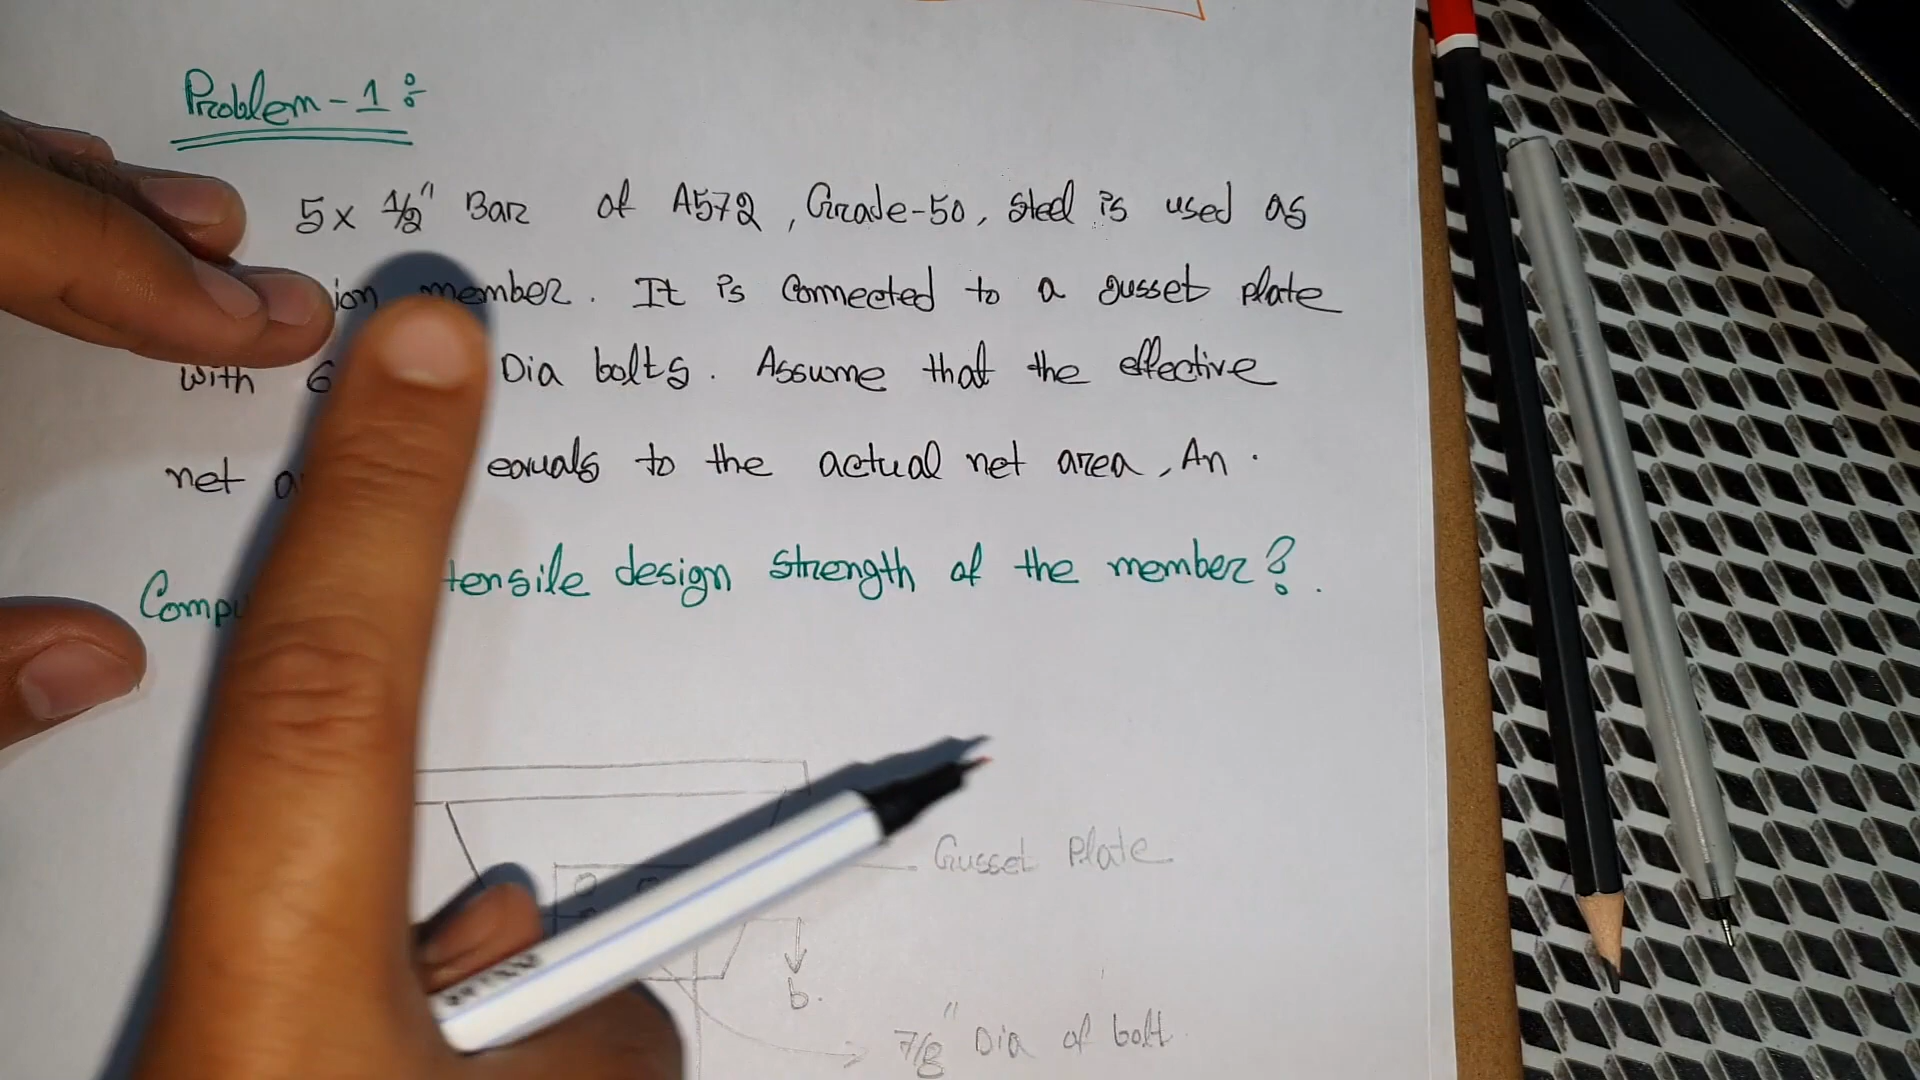 Problem - 1 :
5 x 1/2" Bar of A572, Grade-50, steel is used as
member. It is connected to a gusset plate
with 6 Dia bolts. Assume that the effective
net equals to the actual net area, An.
tensile design strength of the member?.
Gusset Plate
b.
7/8" Dia of bolt